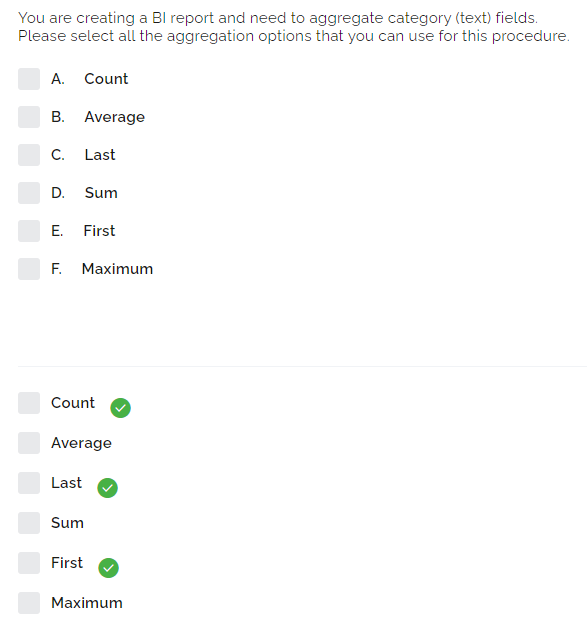 You are creating a BI report and need to aggregate category (text) fields.
Please select all the aggregation options that you can use for this procedure.
A. Count
B. Average
C. Last
D. Sum
E. First
F. Maximum
Count
Average
Last
Sum
First
Maximum